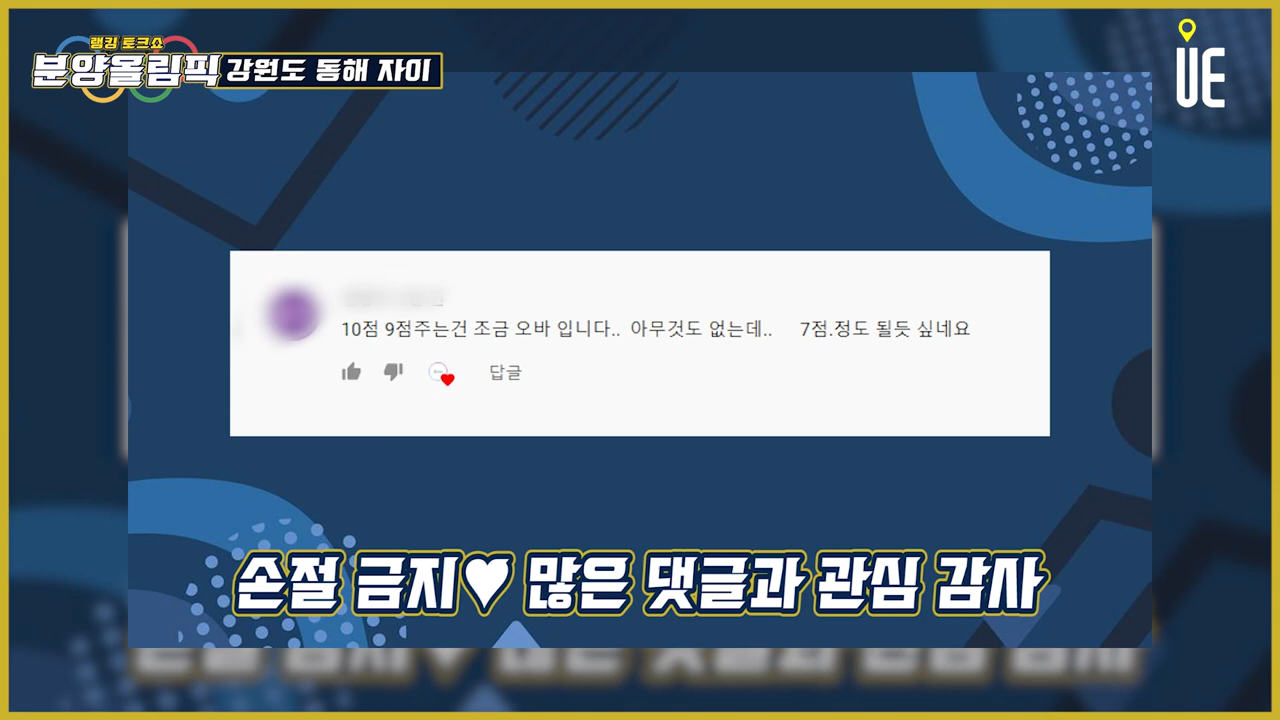 랭킹 토크쇼
분양올림픽 강원도 동해 자이
UE
10점 9점주는건 조금 오바 입니다.. 아무것도 없는데.. 7점.정도 될듯 싶네요
답글
손절 금지♥ 많은 댓글과 관심 감사